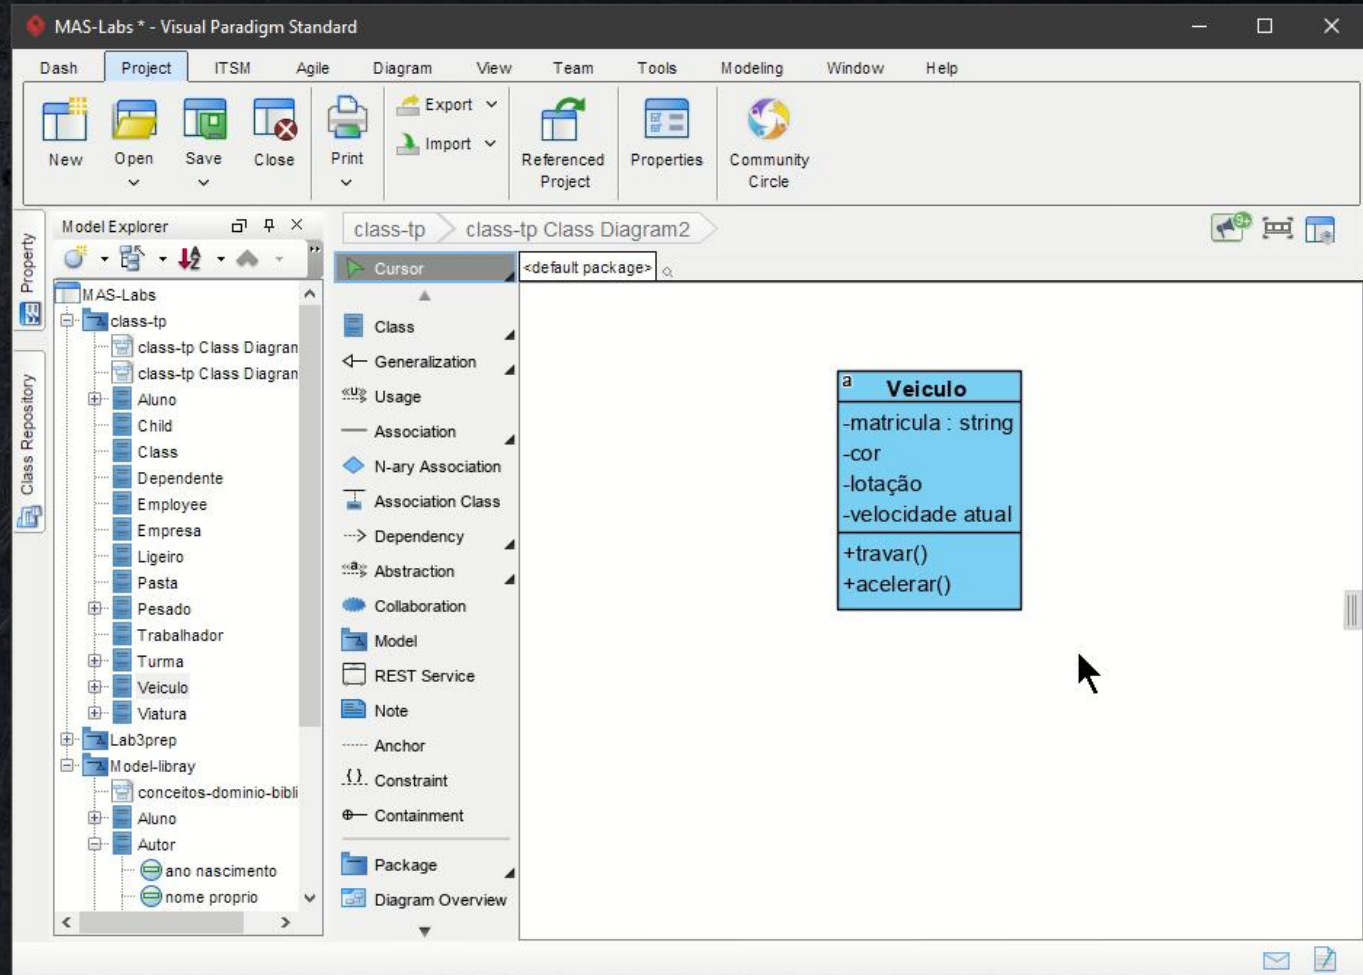 MAS-Labs * - Visual Paradigm Standard
Dash Project ITSM Agile Diagram View Team Tools Modeling Window Help
New Open Save Close Print Export Import Referenced Project Properties Community Circle
Property
Class Repository
Model Explorer
MAS-Labs
class-tp
class-tp Class Diagran
class-tp Class Diagran
Aluno
Child
Class
Dependente
Employee
Empresa
Ligeiro
Pasta
Pesado
Trabalhador
Turma
Veiculo
Viatura
Lab3prep
Model-libray
conceitos-dominio-bibli
Aluno
Autor
ano nascimento
nome proprio
class-tp class-tp Class Diagram2
9+
Cursor
Class
Generalization
<<U>> Usage
Association
N-ary Association
Association Class
Dependency
<<a>> Abstraction
Collaboration
Model
REST Service
Note
Anchor
{} Constraint
Containment
Package
Diagram Overview
<default package>
a Veiculo
-matricula : string
-cor
-lotação
-velocidade atual
+travar()
+acelerar()